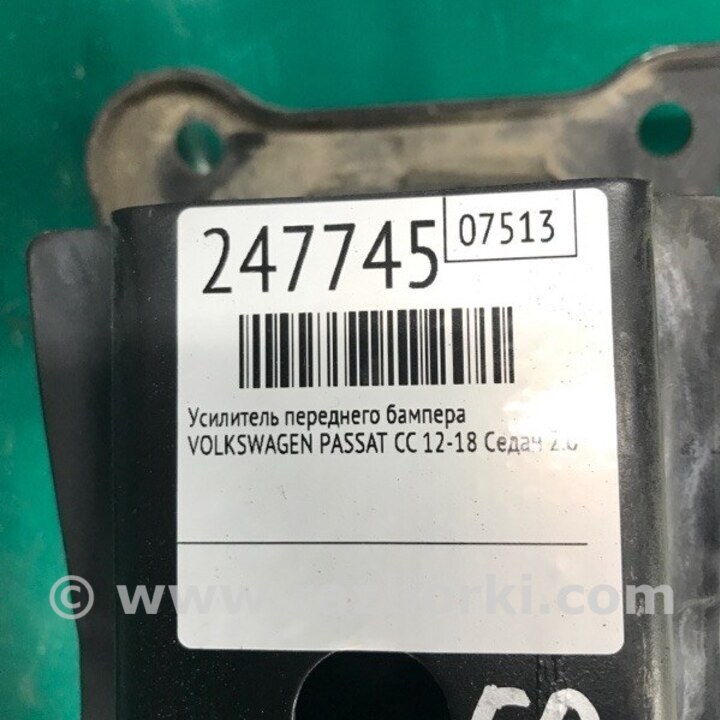 247745
07513
Усилитель переднего бампера
VOLKSWAGEN PASSAT CC 12-18 Седан 2.0